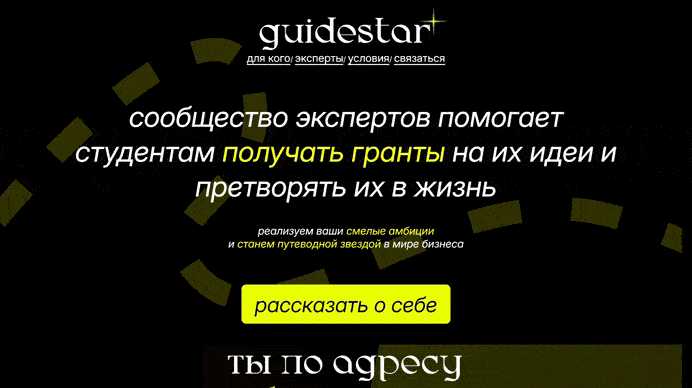 guidestar
для кого/ эксперты/ условия/ связаться
сообщество экспертов помогает
студентам получать гранты на их идеи и
претворять их в жизнь
реализуем ваши смелые амбиции
и станем путеводной звездой в мире бизнеса
рассказать о себе
ты по адресу